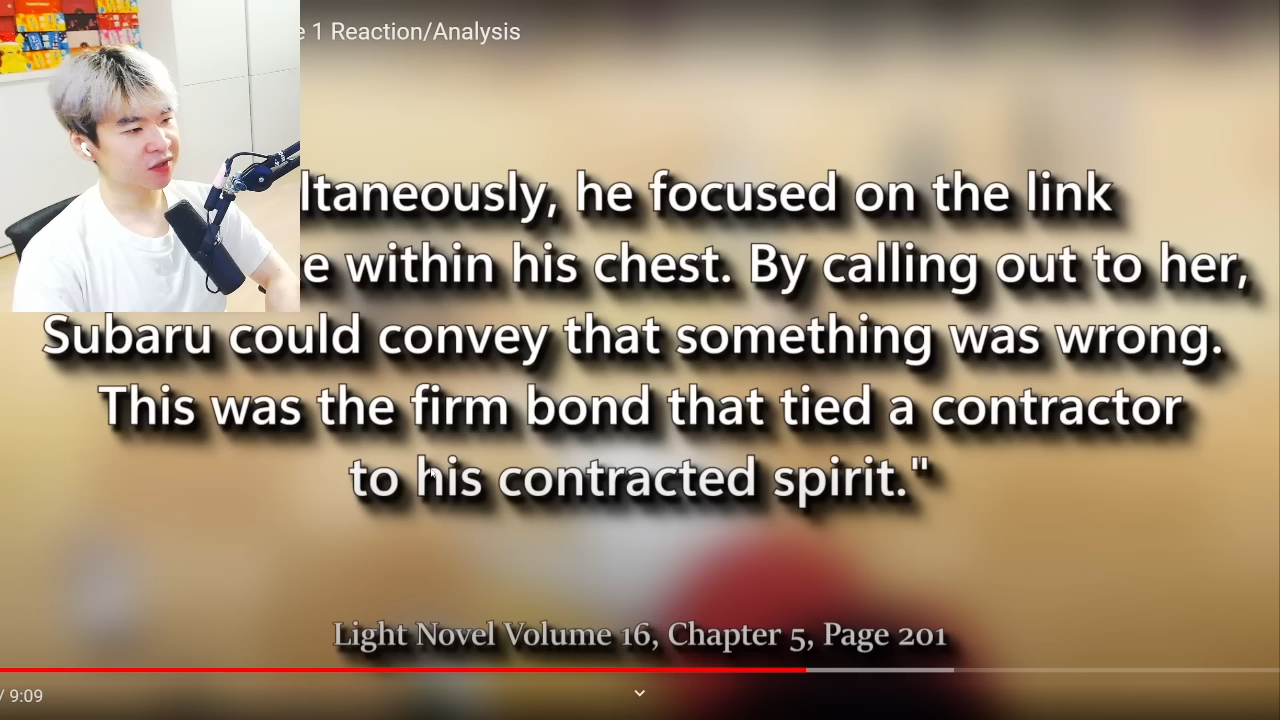 e 1 Reaction/Analysis
ltaneously, he focused on the link
e within his chest. By calling out to her,
Subaru could convey that something was wrong.
This was the firm bond that tied a contractor
to his contracted spirit."
Light Novel Volume 16, Chapter 5, Page 201
/ 9:09